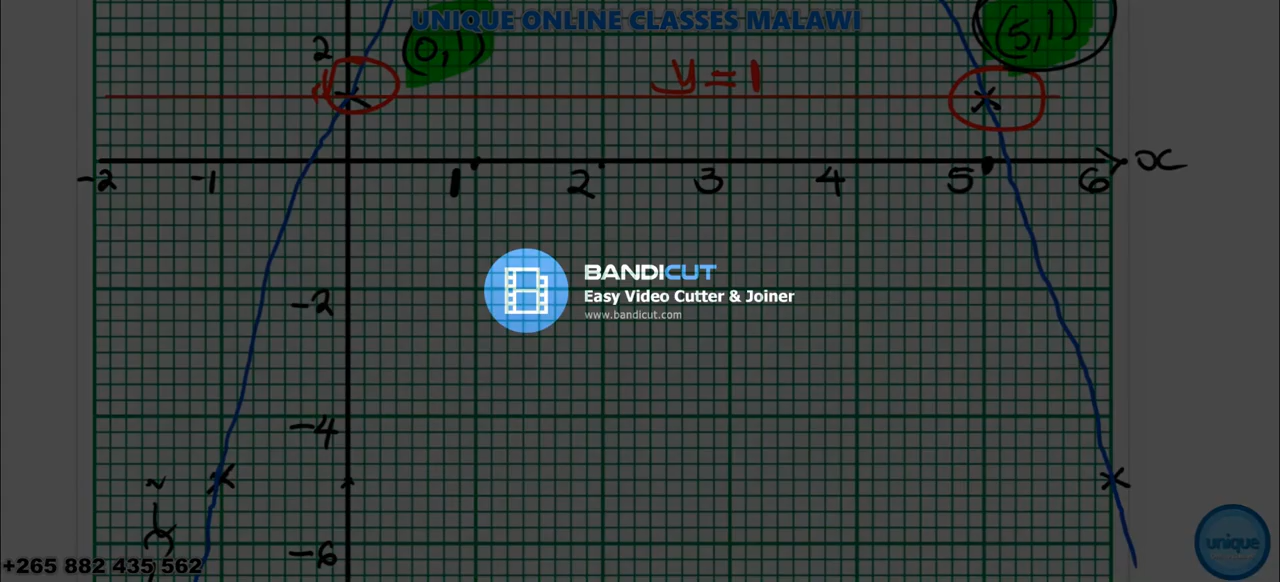 UNIQUE ONLINE CLASSES MALAWI
(0,1)
(5,1)
2
y=1
-2 -1 1 2 3 4 5 6 x
BANDICUT
Easy Video Cutter & Joiner
www.bandicut.com
-2
-4
-6
+265 882 435 562
unique